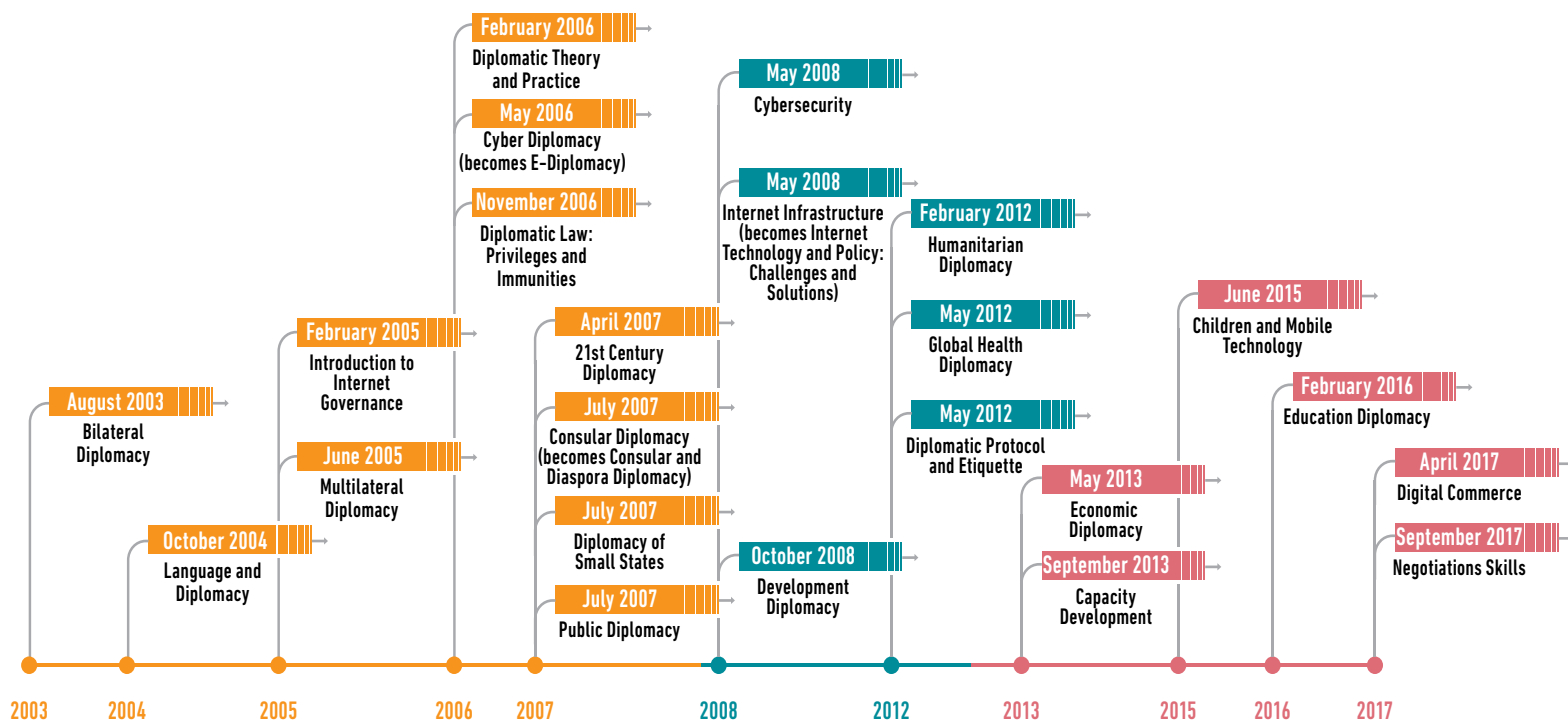 August 2003
Bilateral
Diplomacy
October 2004
Language and
Diplomacy
February 2005
Introduction to
Internet
Governance
June 2005
Multilateral
Diplomacy
February 2006
Diplomatic Theory
and Practice
May 2006
Cyber Diplomacy
(becomes E-Diplomacy)
November 2006
Diplomatic Law:
Privileges and
Immunities
April 2007
21st Century
Diplomacy
July 2007
Consular Diplomacy
(becomes Consular and
Diaspora Diplomacy)
July 2007
Diplomacy of
Small States
July 2007
Public Diplomacy
May 2008
Cybersecurity
May 2008
Internet Infrastructure
(becomes Internet
Technology and Policy:
Challenges and
Solutions)
October 2008
Development
Diplomacy
February 2012
Humanitarian
Diplomacy
May 2012
Global Health
Diplomacy
May 2012
Diplomatic Protocol
and Etiquette
May 2013
Economic
Diplomacy
September 2013
Capacity
Development
June 2015
Children and Mobile
Technology
February 2016
Education Diplomacy
April 2017
Digital Commerce
September 2017
Negotiations Skills
2003
2004
2005
2006
2007
2008
2012
2013
2015
2016
2017